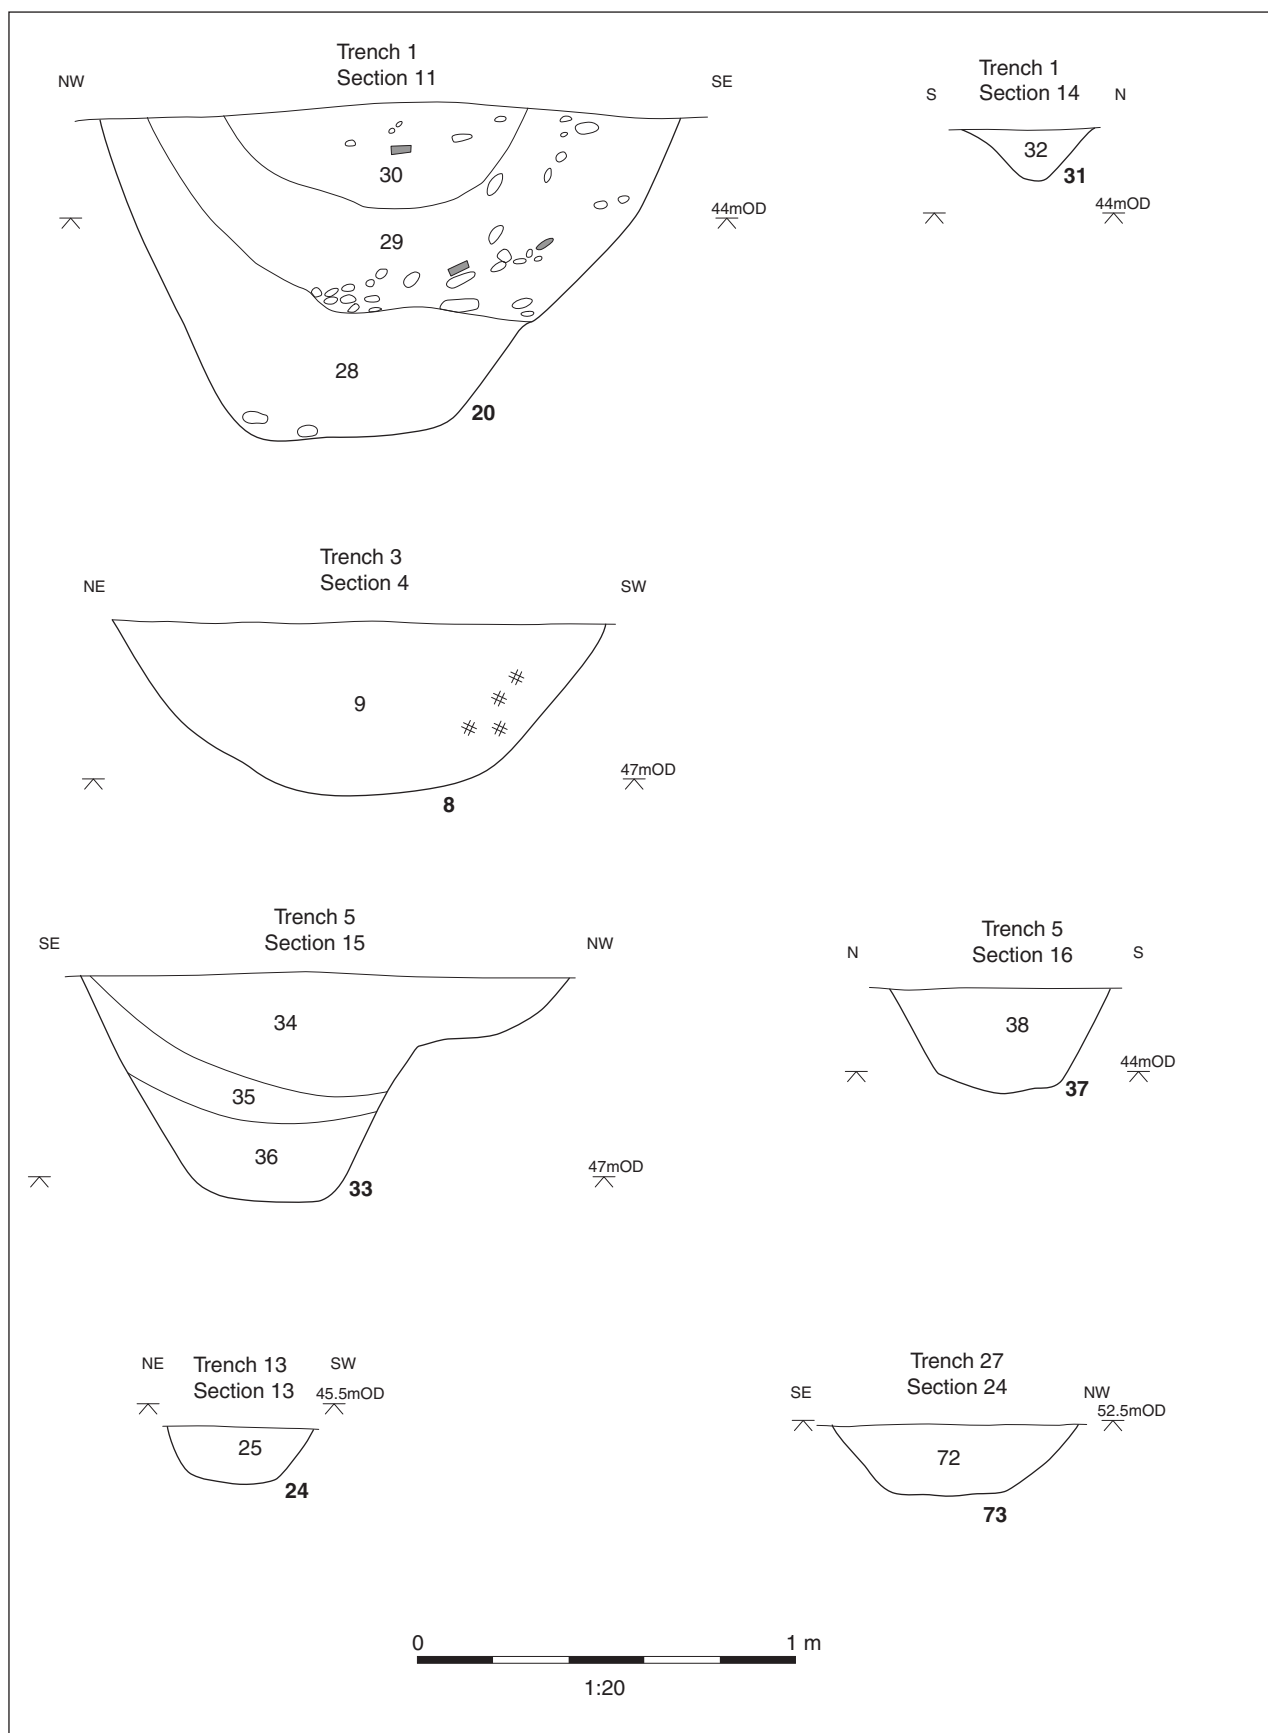 Trench 1
Section 11
NW
SE
30
29
28
20
44mOD
Trench 1
Section 14
S
N
32
31
44mOD
Trench 3
Section 4
NE
SW
9
8
47mOD
Trench 5
Section 15
SE
NW
34
35
36
33
47mOD
Trench 5
Section 16
N
S
38
37
44mOD
NE
Trench 13
Section 13
SW
45.5mOD
25
24
Trench 27
Section 24
SE
NW
52.5mOD
72
73
0
1 m
1:20